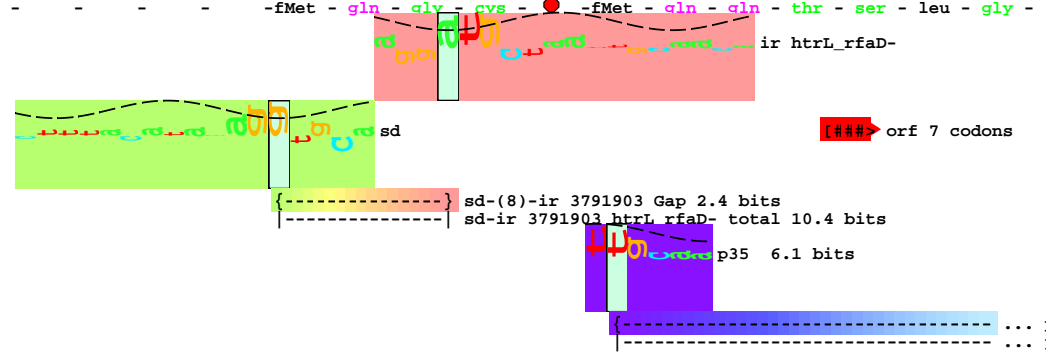 - - - - -fMet - gln - gly - cys - -fMet - gln - gln - thr - ser - leu - gly -
ir htrL_rfaD-
sd
[###> orf 7 codons
{--------------------} sd-(8)-ir 3791903 Gap 2.4 bits
|--------------------| sd-ir 3791903 htrL_rfaD- total 10.4 bits
p35 6.1 bits
{-------------------------------------------- ...
|-------------------------------------------- ...